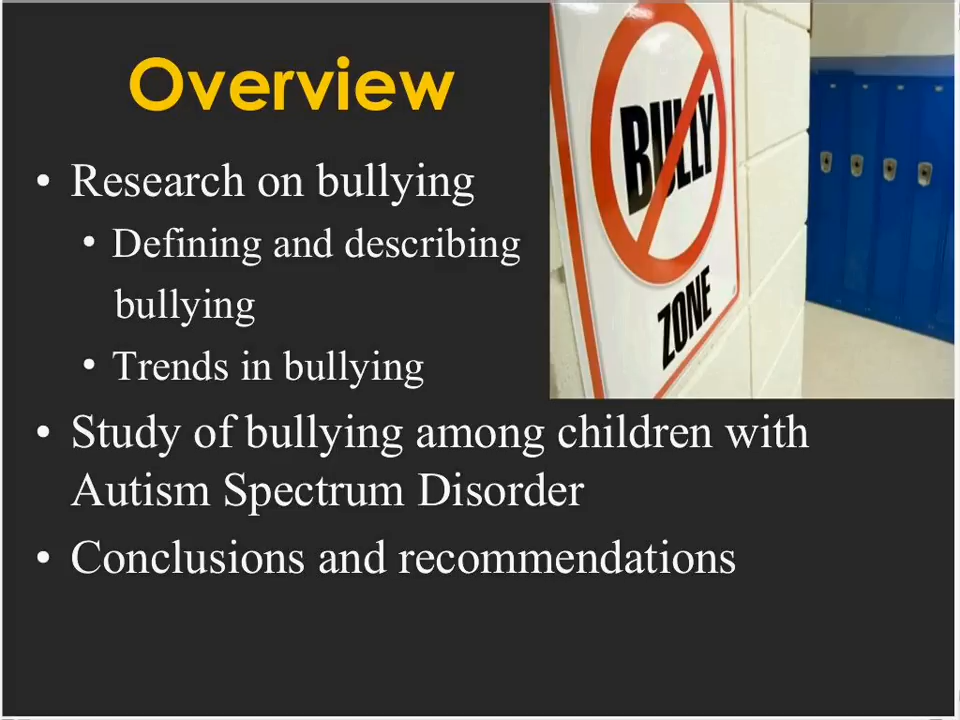 Overview
• Research on bullying
• Defining and describing
bullying
• Trends in bullying
• Study of bullying among children with
Autism Spectrum Disorder
• Conclusions and recommendations
BULLY
ZONE